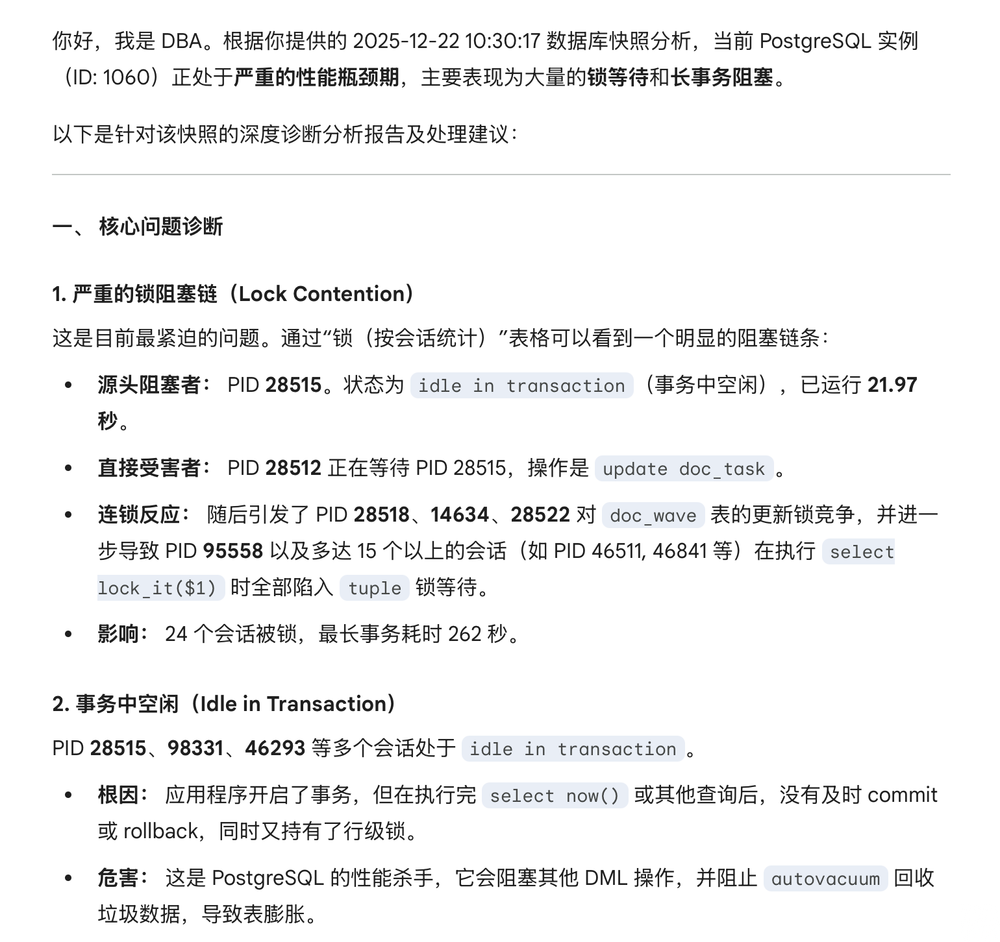 你好，我是 DBA。根据你提供的 2025-12-22 10:30:17 数据库快照分析，当前 PostgreSQL 实例
（ID: 1060）正处于严重的性能瓶颈期，主要表现为大量的锁等待和长事务阻塞。
以下是针对该快照的深度诊断分析报告及处理建议：
一、 核心问题诊断
1. 严重的锁阻塞链（Lock Contention）
这是目前最紧迫的问题。通过“锁（按会话统计）”表格可以看到一个明显的阻塞链条：
• 源头阻塞者： PID 28515。状态为 idle in transaction（事务中空闲），已运行 21.97
秒。
• 直接受害者： PID 28512 正在等待 PID 28515，操作是 update doc_task。
• 连锁反应： 随后引发了 PID 28518、14634、28522 对 doc_wave 表的更新锁竞争，并进一
步导致 PID 95558 以及多达 15 个以上的会话（如 PID 46511, 46841 等）在执行 select
lock_it($1) 时全部陷入 tuple 锁等待。
• 影响： 24 个会话被锁，最长事务耗时 262 秒。
2. 事务中空闲（Idle in Transaction）
PID 28515、98331、46293 等多个会话处于 idle in transaction。
• 根因： 应用程序开启了事务，但在执行完 select now() 或其他查询后，没有及时 commit
或 rollback，同时又持有了行级锁。
• 危害： 这是 PostgreSQL 的性能杀手，它会阻塞其他 DML 操作，并阻止 autovacuum 回收
垃圾数据，导致表膨胀。